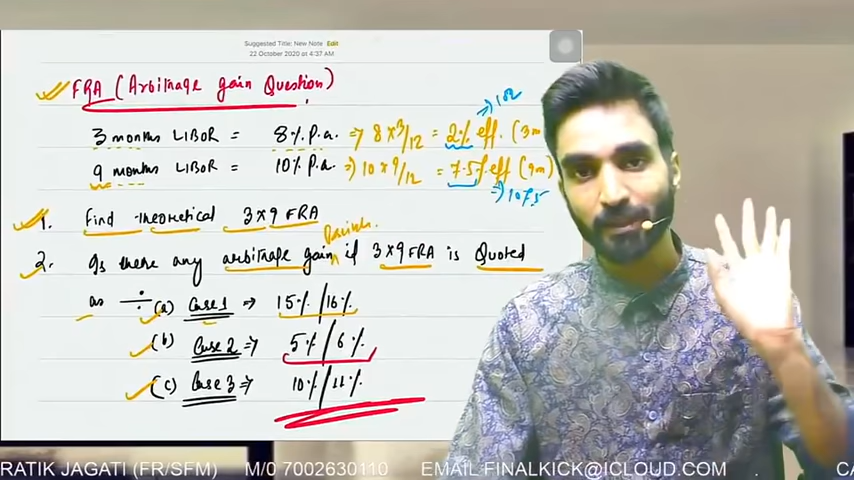 Suggested Title: New Note Edit
22 October 2020 at 4:37 AM
FRA (Arbitrage gain Question)
⇒ 102
3 months LIBOR = 8% p.a. ⇒ 8 x 3/12 = 2% eff. (3m
9 months LIBOR = 10% p.a. ⇒ 10 x 9/12 = 7.5% eff (9m)
⇒ 107.5
1. Find theoretical 3x9 FRA
2. Is there any arbitrage gain if 3x9 FRA is Quoted
as ÷ (a) Case 1 ⇒ 15% / 16%
(b) Case 2 ⇒ 5% / 6%
(c) Case 3 ⇒ 10% / 11%
RATIK JAGATI (FR/SFM) M/0 7002630110 EMAIL FINALKICK@ICLOUD.COM . CA